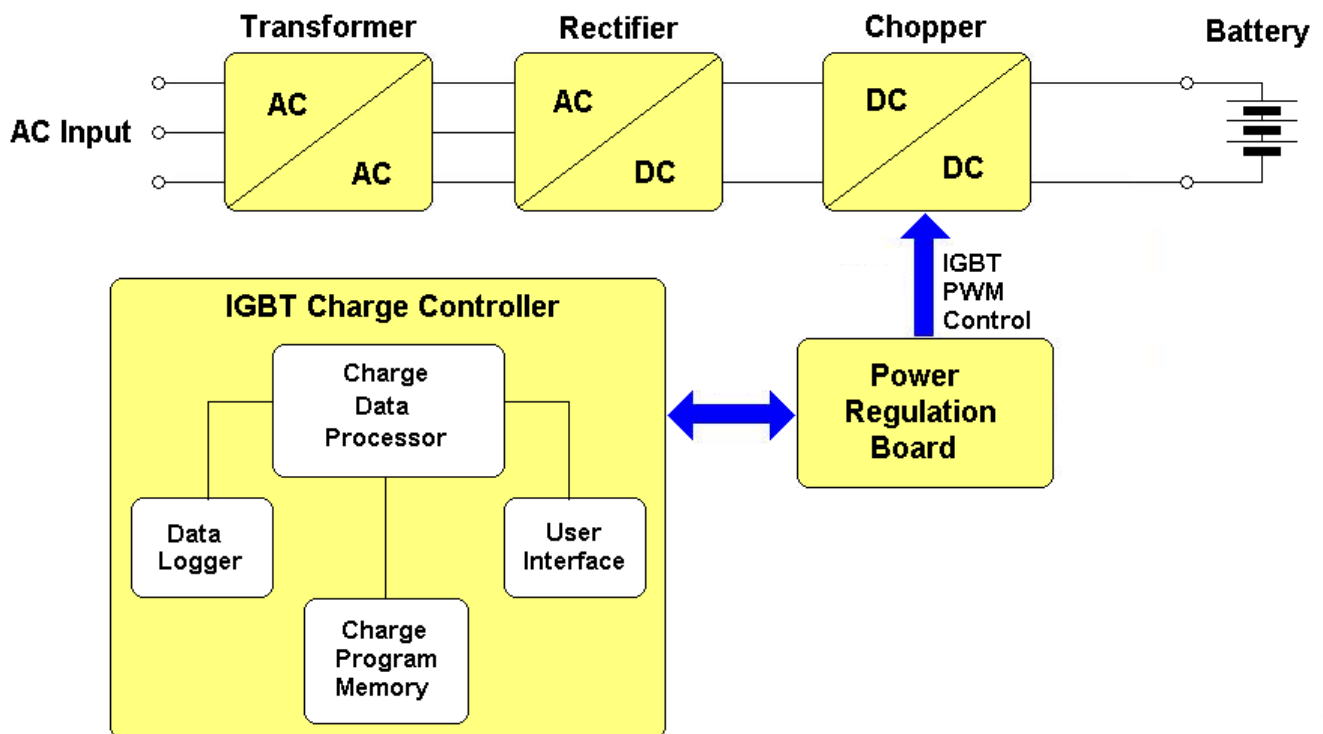 Transformer
Rectifier
Chopper
Battery
AC Input
AC
AC
AC
DC
DC
DC
IGBT
PWM
Control
IGBT Charge Controller
Charge
Data
Processor
Data
Logger
User
Interface
Charge
Program
Memory
Power
Regulation
Board